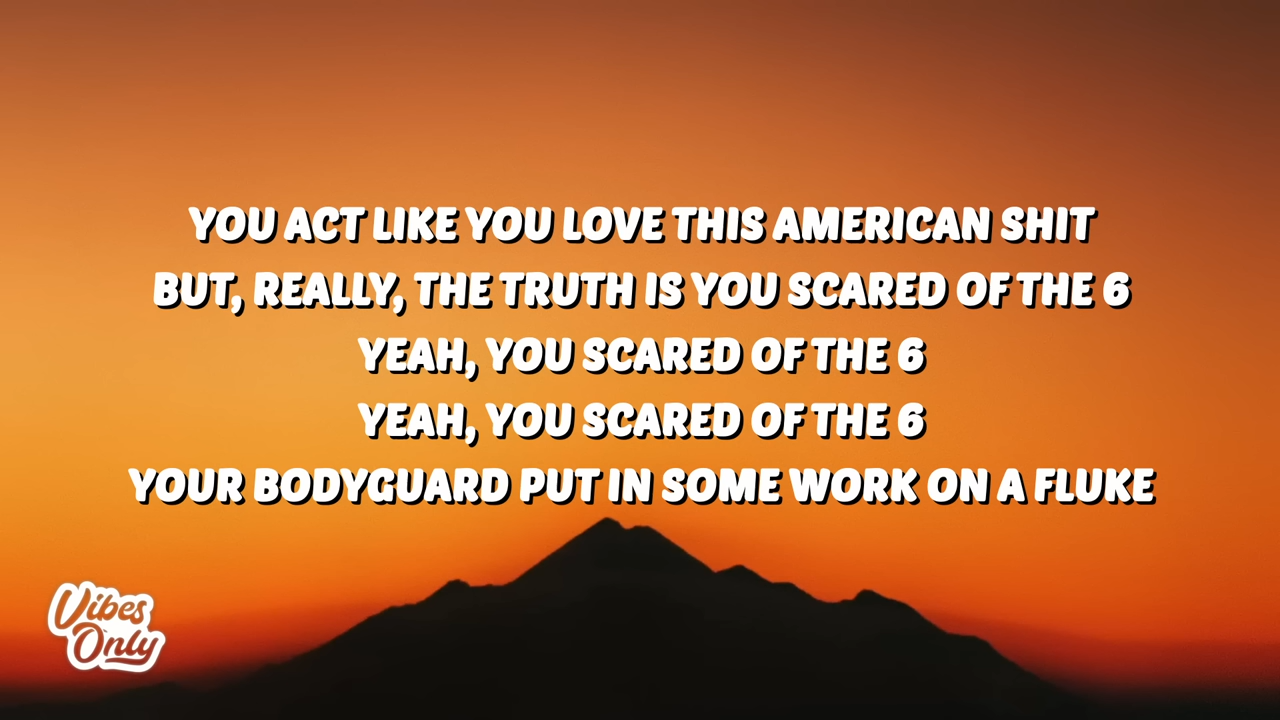 YOU ACT LIKE YOU LOVE THIS AMERICAN SHIT
BUT, REALLY, THE TRUTH IS YOU SCARED OF THE 6
YEAH, YOU SCARED OF THE 6
YEAH, YOU SCARED OF THE 6
YOUR BODYGUARD PUT IN SOME WORK ON A FLUKE
Vibes
Only